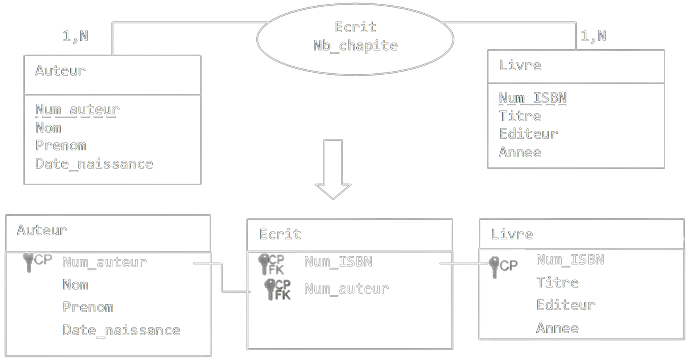 Ecrit
Nb_chapite
1,N
1,N
Auteur
Num_auteur
Nom
Prenom
Date_naissance
Livre
Num_ISBN
Titre
Editeur
Annee
Auteur
CP Num_auteur
Nom
Prenom
Date_naissance
Ecrit
CP FK Num_ISBN
CP FK Num_auteur
Livre
CP Num_ISBN
Titre
Editeur
Annee